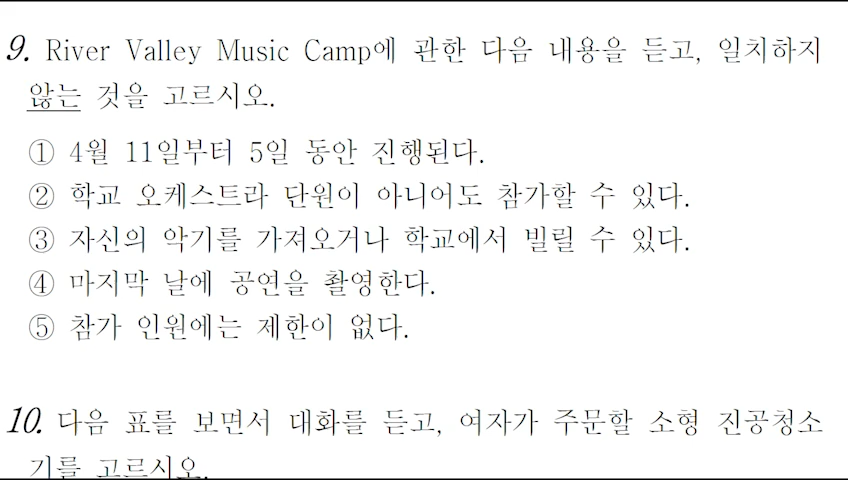 9. River Valley Music Camp에 관한 다음 내용을 듣고, 일치하지
않는 것을 고르시오.
① 4월 11일부터 5일 동안 진행된다.
② 학교 오케스트라 단원이 아니어도 참가할 수 있다.
③ 자신의 악기를 가져오거나 학교에서 빌릴 수 있다.
④ 마지막 날에 공연을 촬영한다.
⑤ 참가 인원에는 제한이 없다.
10. 다음 표를 보면서 대화를 듣고, 여자가 주문할 소형 진공청소
기를 고르시오.